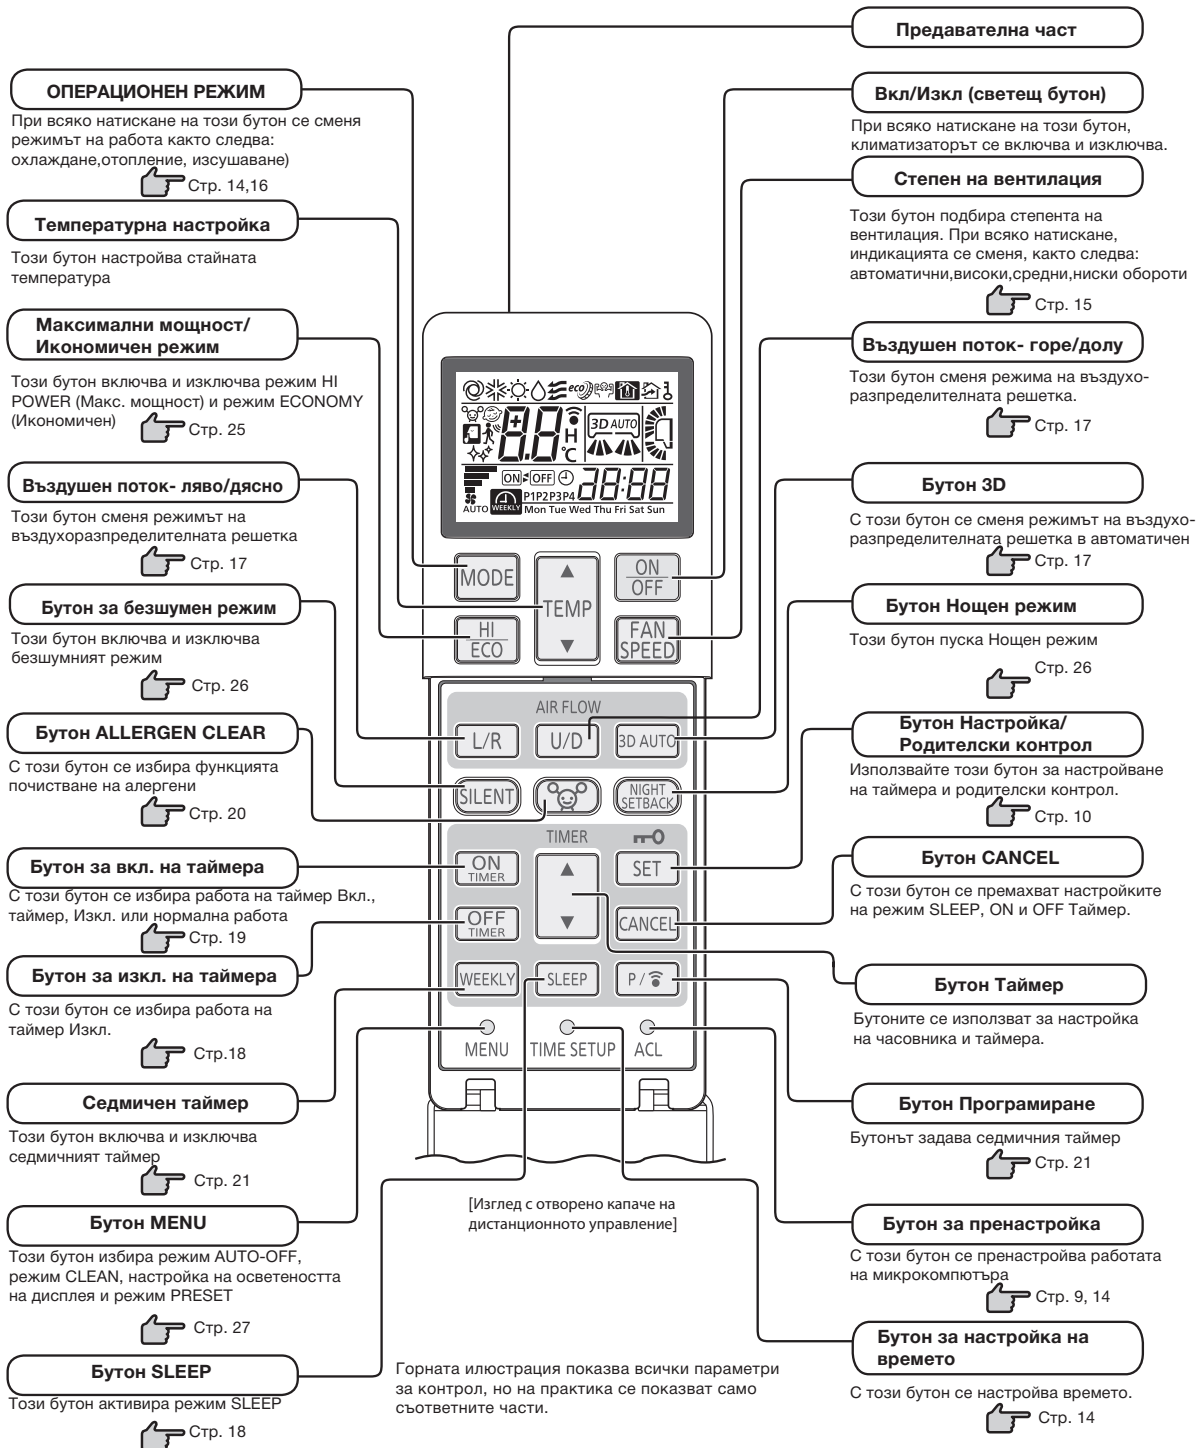 Предавателна част
ОПЕРАЦИОНЕН РЕЖИМ
При всяко натискане на този бутон се сменя
режимът на работа както следва:
охлаждане,отопление, изсушаване)
Стр. 14,16
Температурна настройка
Този бутон настройва стайната
температура
Максимални мощност/
Икономичен режим
Този бутон включва и изключва режим HI
POWER (Макс. мощност) и режим ECONOMY
(Икономичен)
Стр. 25
Въздушен поток- ляво/дясно
Този бутон сменя режимът на
въздухоразпределителната решетка
Стр. 17
Бутон за безшумен режим
Този бутон включва и изключва
безшумният режим
Стр. 26
Бутон ALLERGEN CLEAR
С този бутон се избира функцията
почистване на алергени
Стр. 20
Бутон за вкл. на таймера
С този бутон се избира работа на таймер Вкл.,
таймер, Изкл. или нормална работа
Стр. 19
Бутон за изкл. на таймера
С този бутон се избира работа на
таймер Изкл.
Стр.18
Седмичен таймер
Този бутон включва и изключва
седмичният таймер
Стр. 21
Бутон MENU
Този бутон избира режим AUTO-OFF,
режим CLEAN, настройка на осветеността
на дисплея и режим PRESET
Стр. 27
Бутон SLEEP
Този бутон активира режим SLEEP
Стр. 18
eco
3D AUTO
8.8
H
°C
ON OFF
28:88
P1P2P3P4
AUTO WEEKLY Mon Tue Wed Thu Fri Sat Sun
MODE
TEMP
ON
OFF
HI
ECO
FAN
SPEED
AIR FLOW
L/R
U/D
3D AUTO
SILENT
NIGHT
SETBACK
TIMER
ON
TIMER
SET
OFF
TIMER
CANCEL
WEEKLY
SLEEP
P/
MENU
TIME SETUP
ACL
[Изглед с отворено капаче на
дистанционното управление]
Горната илюстрация показва всички параметри
за контрол, но на практика се показват само
съответните части.
Вкл/Изкл (светещ бутон)
При всяко натискане на този бутон,
климатизаторът се включва и изключва.
Степен на вентилация
Този бутон подбира степента на
вентилация. При всяко натискане,
индикацията се сменя, както следва:
автоматични,високи,средни,ниски обороти
Стр. 15
Въздушен поток- горе/долу
Този бутон сменя режима на въздухо-
разпределителната решетка.
Стр. 17
Бутон 3D
С този бутон се сменя режимът на въздухо-
разпределителната решетка в автоматичен
Стр. 17
Бутон Нощен режим
Този бутон пуска Нощен режим
Стр. 26
Бутон Настройка/
Родителски контрол
Използвайте този бутон за настройване
на таймера и родителски контрол.
Стр. 10
Бутон CANCEL
С този бутон се премахват настройките
на режим SLEEP, ON и OFF Таймер.
Бутон Таймер
Бутоните се използват за настройка
на часовника и таймера.
Бутон Програмиране
Бутонът задава седмичния таймер
Стр. 21
Бутон за пренастройка
С този бутон се пренастройва работата
на микрокомпютъра
Стр. 9, 14
Бутон за настройка на
времето
С този бутон се настройва времето.
Стр. 14